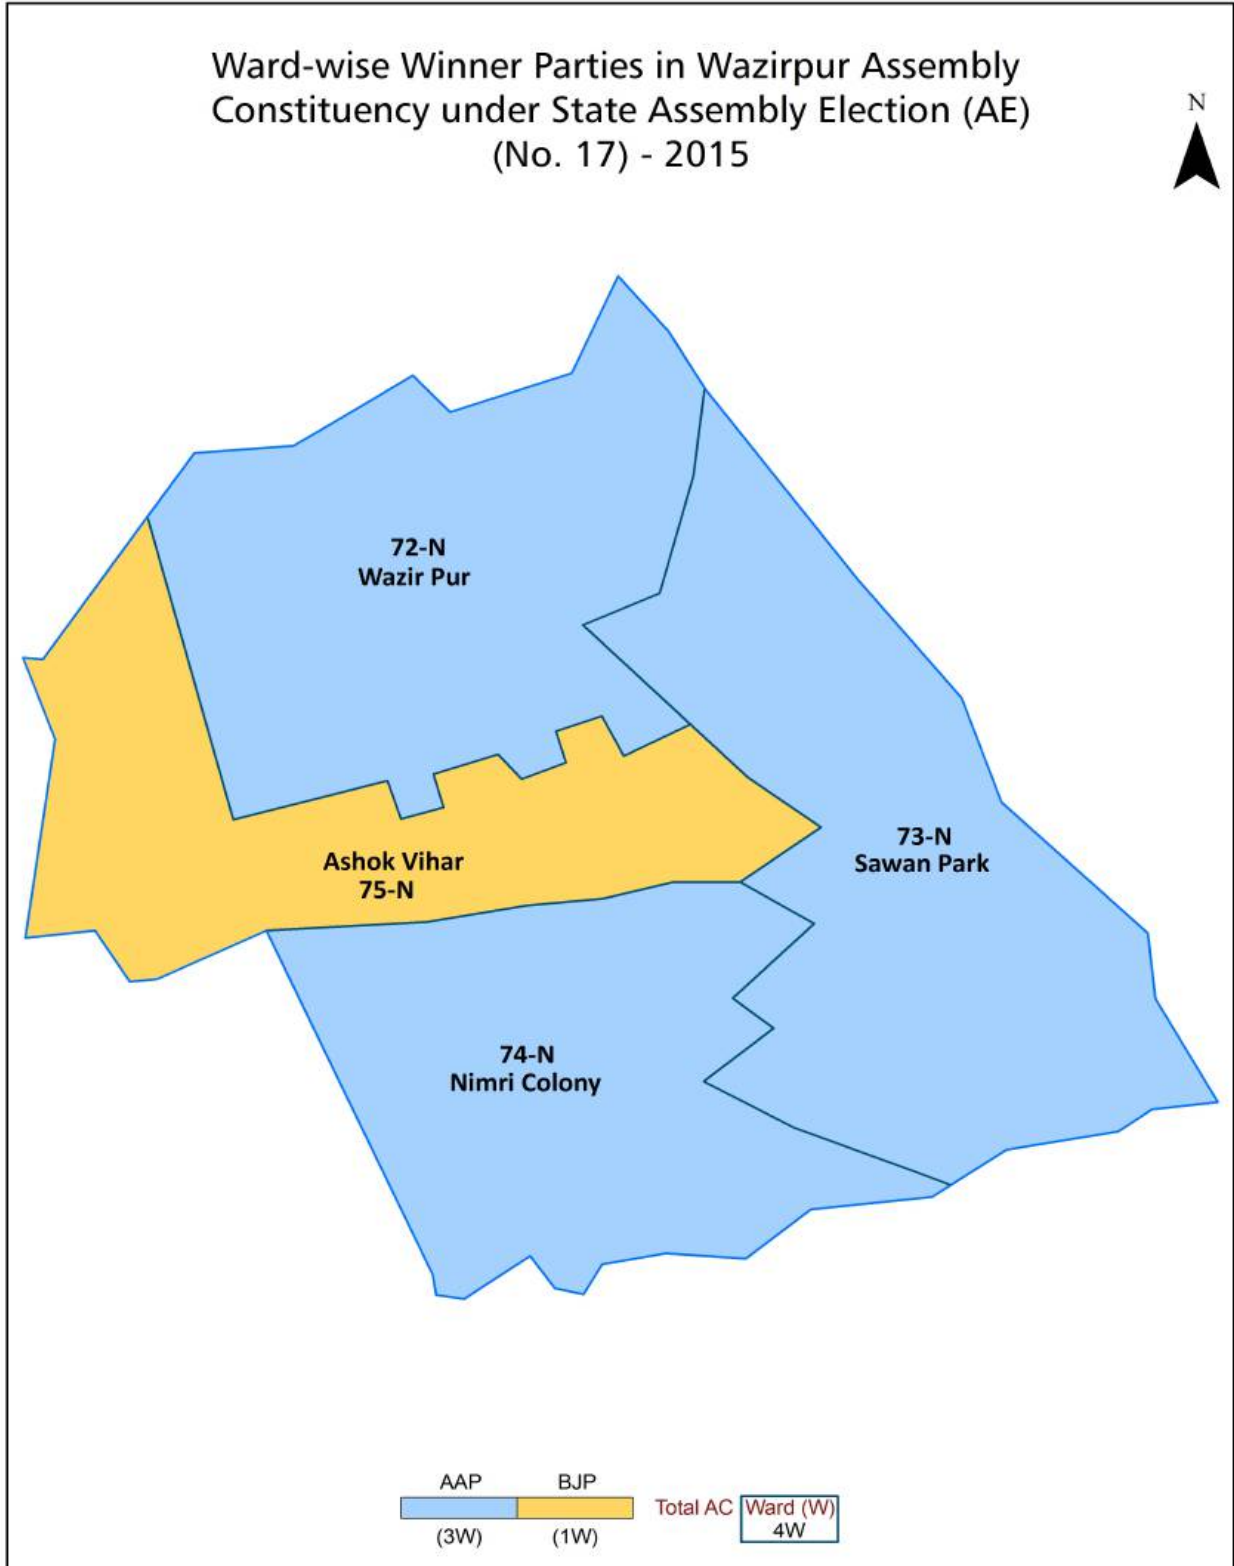 Ward-wise Winner Parties in Wazirpur Assembly
Constituency under State Assembly Election (AE)
(No. 17) - 2015
N
72-N
Wazir Pur
73-N
Sawan Park
Ashok Vihar
75-N
74-N
Nimri Colony
AAP BJP
Total AC Ward (W)
(3W) (1W) 4W